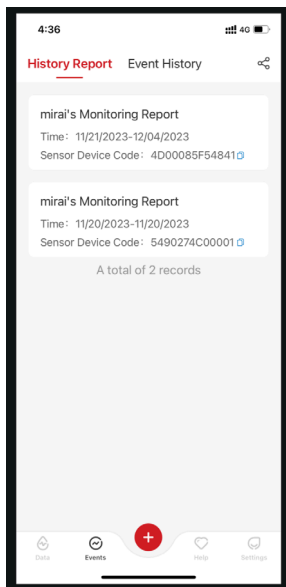 4:36
4G
History Report Event History
mirai's Monitoring Report
Time: 11/21/2023-12/04/2023
Sensor Device Code: 4D00085F54841
mirai's Monitoring Report
Time: 11/20/2023-11/20/2023
Sensor Device Code: 5490274C00001
A total of 2 records
Data Events Help Settings